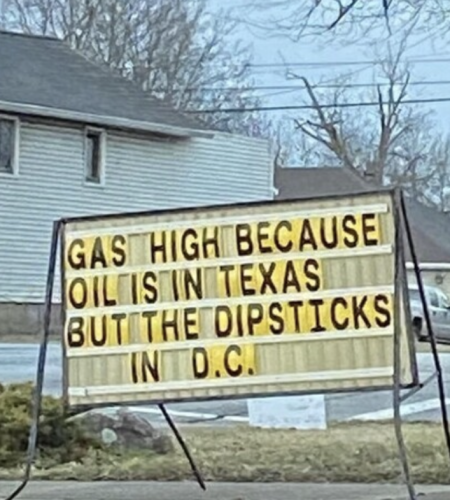 GAS HIGH BECAUSE
OIL IS IN TEXAS
BUT THE DIPSTICKS
IN D.C.